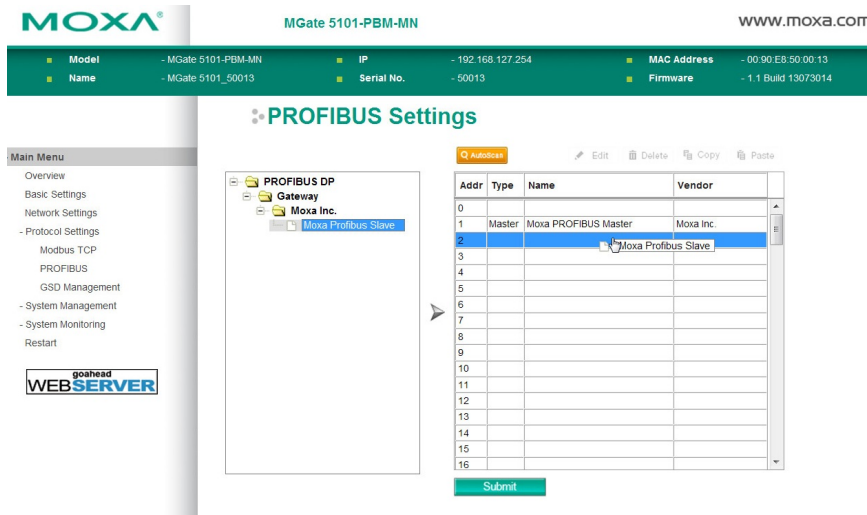 MOXA®
MGate 5101-PBM-MN
www.moxa.com
Model - MGate 5101-PBM-MN IP - 192.168.127.254 MAC Address - 00:90:E8:50:00:13
Name - MGate 5101_50013 Serial No. - 50013 Firmware - 1.1 Build 13073014
PROFIBUS Settings
Main Menu
Overview
Basic Settings
Network Settings
- Protocol Settings
Modbus TCP
PROFIBUS
GSD Management
- System Management
- System Monitoring
Restart
goahead
WEBSERVER
PROFIBUS DP
Gateway
Moxa Inc.
Moxa Profibus Slave
AutoScan Edit Delete Copy Paste
Addr Type Name Vendor
0
1 Master Moxa PROFIBUS Master Moxa Inc.
2
Moxa Profibus Slave
3
4
5
6
7
8
9
10
11
12
13
14
15
16
Submit